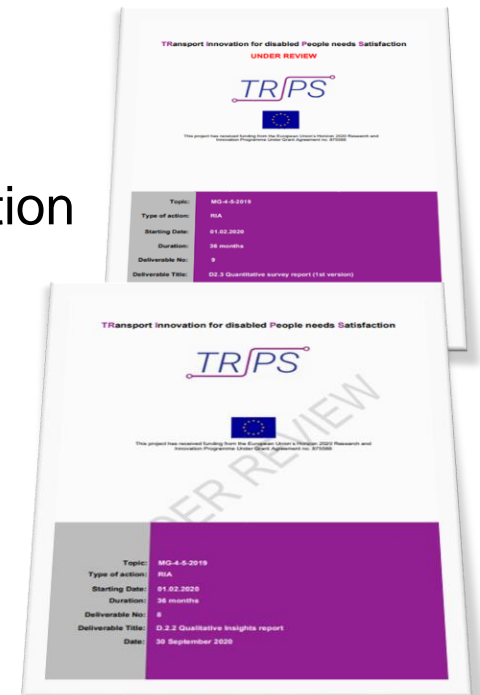 TRansport Innovation for disabled People needs Satisfaction
UNDER REVIEW
TRIPS
This project has received funding from the European Union's Horizon 2020 Research and
Innovation Programme Under Grant Agreement no. 875588
tion
Topic: MG-4-5-2019
Type of action: RIA
Starting Date: 01.02.2020
Duration: 36 months
Deliverable No: 9
Deliverable Title: D2.3 Quantitative survey report (1st version)
TRansport Innovation for disabled People needs Satisfaction
TRIPS
DER REVIEW
This project has received funding from the European Union's Horizon 2020 Research and
Innovation Programme Under Grant Agreement no. 875588
Topic: MG-4-5-2019
Type of action: RIA
Starting Date: 01.02.2020
Duration: 36 months
Deliverable No: 8
Deliverable Title: D.2.2 Qualitative Insights report
Date: 30 September 2020